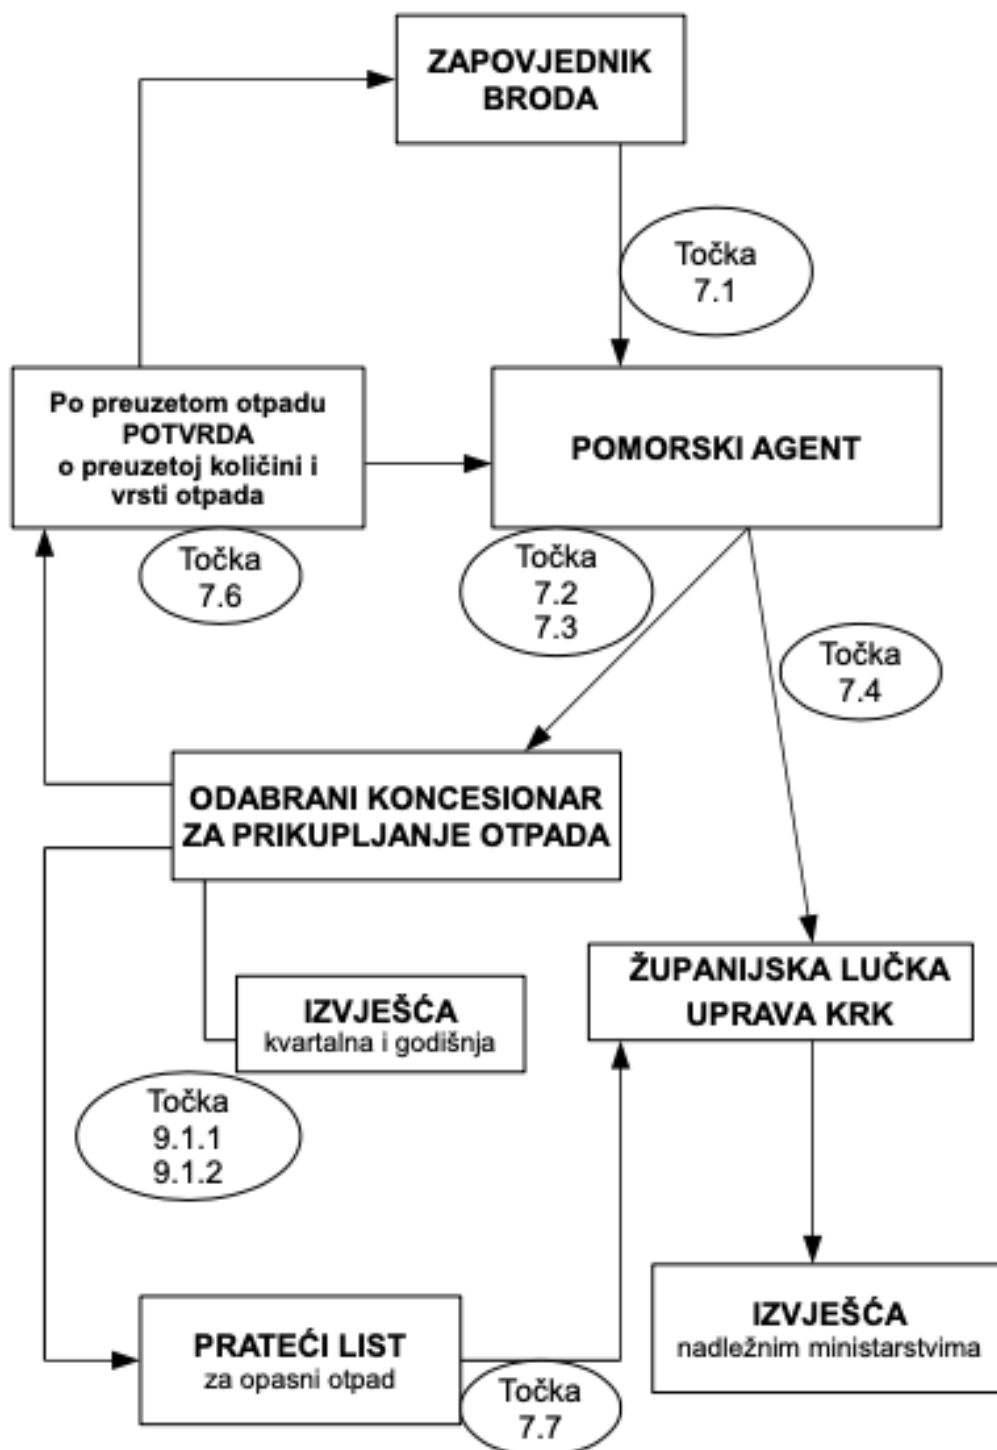 ZAPOVJEDNIK
BRODA
Točka
7.1
Po preuzetom otpadu
POTVRDA
o preuzetoj količini i
vrsti otpada
POMORSKI AGENT
Točka
7.6
Točka
7.2
7.3
Točka
7.4
ODABRANI KONCESIONAR
ZA PRIKUPLJANJE OTPADA
ŽUPANIJSKA LUČKA
UPRAVA KRK
IZVJEŠĆA
kvartalna i godišnja
Točka
9.1.1
9.1.2
IZVJEŠĆA
nadležnim ministarstvima
PRATEĆI LIST
za opasni otpad
Točka
7.7